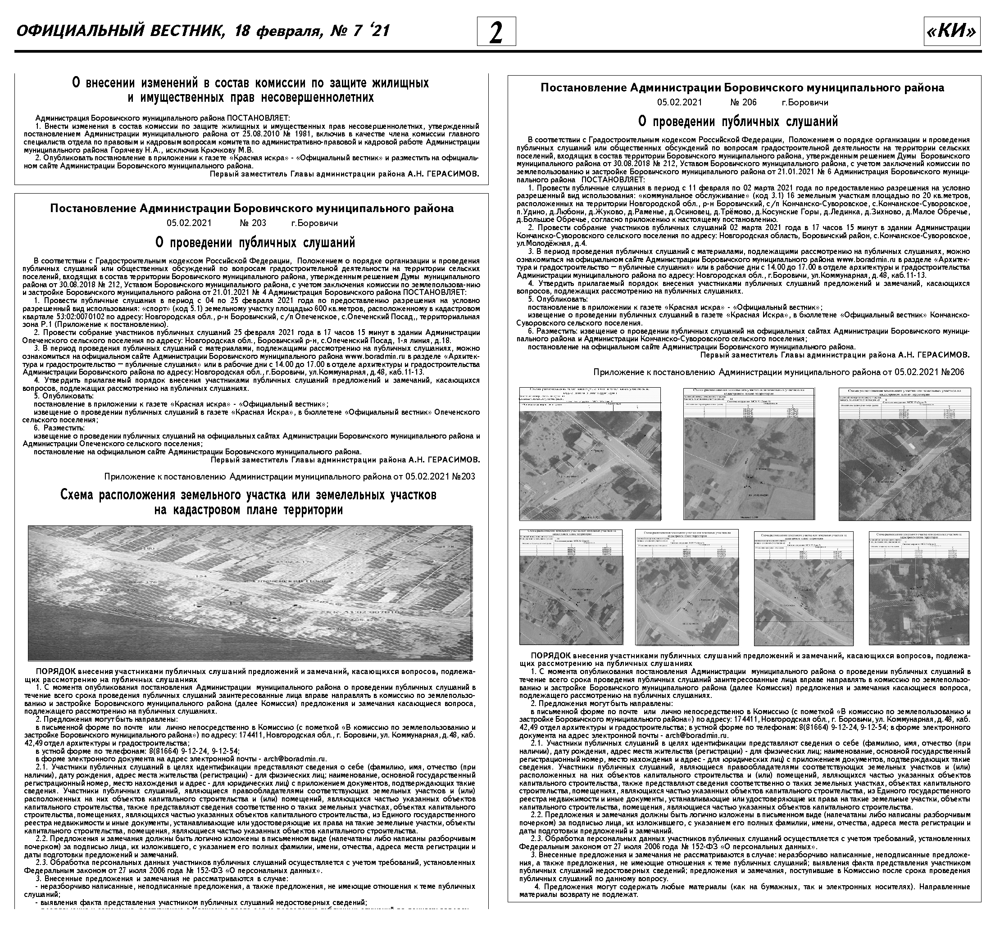 ОФИЦИАЛЬНЫЙ ВЕСТНИК, 18 февраля, № 7 ‘21
2
«КИ»
О внесении изменений в состав комиссии по защите жилищных
и имущественных прав несовершеннолетних
Администрация Боровичского муниципального района ПОСТАНОВЛЯЕТ:
1. Внести изменения в состав комиссии по защите жилищных и имущественных прав несовершеннолетних, утвержденный
постановлением Администрации муниципального района от 25.08.2010 № 1981, включив в качестве члена комиссии главного
специалиста отдела по правовым и кадровым вопросам комитета по административно-правовой и кадровой работе Администрации
муниципального района Горячеву Н.А., исключив Крючкову М.В.
2. Опубликовать постановление в приложении к газете «Красная искра» - «Официальный вестник» и разместить на официаль-
ном сайте Администрации Боровичского муниципального района.
Первый заместитель Главы администрации района А.Н. ГЕРАСИМОВ.
Постановление Администрации Боровичского муниципального района
05.02.2021 № 203 г.Боровичи
О проведении публичных слушаний
В соответствии с Градостроительным кодексом Российской Федерации, Положением о порядке организации и проведения
публичных слушаний или общественных обсуждений по вопросам градостроительной деятельности на территории сельских
поселений, входящих в состав территории Боровичского муниципального района, утвержденным решением Думы муниципального
района от 30.08.2018 № 212, Уставом Боровичского муниципального района, с учетом заключения комиссии по землепользова-нию
и застройке Боровичского муниципального района от 21.01.2021 № 4 Администрация Боровичского района ПОСТАНОВЛЯЕТ:
1. Провести публичные слушания в период с 04 по 25 февраля 2021 года по предоставлению разрешения на условно
разрешенный вид использования: «спорт» (код 5.1) земельному участку площадью 600 кв.метров, расположенному в кадастровом
квартале 53:02:0070102 по адресу: Новгородская обл., р-н Боровичский, с/п Опеченское, с.Опеченский Посад,, территориальная
зона Р.1 (Приложение к постановлению).
2. Провести собрание участников публичных слушаний 25 февраля 2021 года в 17 часов 15 минут в здании Администрации
Опеченского сельского поселения по адресу: Новгородская обл., Боровичский р-н, с.Опеченский Посад, 1-я линия, д.18.
3. В период проведения публичных слушаний с материалами, подлежащими рассмотрению на публичных слушаниях, можно
ознакомиться на официальном сайте Администрации Боровичского муниципального района www.boradmin.ru в разделе «Архитек-
тура и градостроительство – публичные слушания» или в рабочие дни с 14.00 до 17.00 в отделе архитектуры и градостроительства
Администрации Боровичского района по адресу: Новгородская обл., г.Боровичи, ул.Коммунарная, д.48, каб.11-13.
4. Утвердить прилагаемый порядок внесения участниками публичных слушаний предложений и замечаний, касающихся
вопросов, подлежащих рассмотрению на публичных слушаниях.
5. Опубликовать:
постановление в приложении к газете «Красная искра» - «Официальный вестник»;
извещение о проведении публичных слушаний в газете «Красная Искра», в бюллетене «Официальный вестник» Опеченского
сельского поселения;
6. Разместить:
извещение о проведении публичных слушаний на официальных сайтах Администрации Боровичского муниципального района и
Администрации Опеченского сельского поселения;
постановление на официальном сайте Администрации Боровичского муниципального района.
Первый заместитель Главы администрации района А.Н. ГЕРАСИМОВ.
Приложение к постановлению Администрации муниципального района от 05.02.2021 №203
Схема расположения земельного участка или земелельных участков
на кадастровом плане территории
ПОРЯДОК внесения участниками публичных слушаний предложений и замечаний, касающихся вопросов, подлежа-
щих рассмотрению на публичных слушаниях
1. С момента опубликования постановления Администрации муниципального района о проведении публичных слушаний в
течение всего срока проведения публичных слушаний заинтересованные лица вправе направлять в комиссию по землепользо-
ванию и застройке Боровичского муниципального района (далее Комиссия) предложения и замечания касающиеся вопроса,
подлежащего рассмотрению на публичных слушаниях.
2. Предложения могут быть направлены:
в письменной форме по почте или лично непосредственно в Комиссию (с пометкой «В комиссию по землепользованию и
застройке Боровичского муниципального района») по адресу: 174411, Новгородская обл., г. Боровичи, ул. Коммунарная, д.48, каб.
42,49 отдел архитектуры и градостроительства;
в устной форме по телефонам: 8(81664) 9-12-24, 9-12-54;
в форме электронного документа на адрес электронной почты - arch@boradmin.ru.
2.1. Участники публичных слушаний в целях идентификации представляют сведения о себе (фамилию, имя, отчество (при
наличии), дату рождения, адрес места жительства (регистрации) - для физических лиц; наименование, основной государственный
регистрационный номер, место нахождения и адрес - для юридических лиц) с приложением документов, подтверждающих такие
сведения. Участники публичных слушаний, являющиеся правообладателями соответствующих земельных участков и (или)
расположенных на них объектов капитального строительства и (или) помещений, являющихся частью указанных объектов
капитального строительства, также представляют сведения соответственно о таких земельных участках, объектах капитального
строительства, помещениях, являющихся частью указанных объектов капитального строительства, из Единого государственного
реестра недвижимости и иные документы, устанавливающие или удостоверяющие их права на такие земельные участки, объекты
капитального строительства, помещения, являющиеся частью указанных объектов капитального строительства.
2.2. Предложения и замечания должны быть логично изложены в письменном виде (напечатаны либо написаны разборчивым
почерком) за подписью лица, их изложившего, с указанием его полных фамилии, имени, отчества, адреса места регистрации и
даты подготовки предложений и замечаний.
2.3. Обработка персональных данных участников публичных слушаний осуществляется с учетом требований, установленных
Федеральным законом от 27 июля 2006 года № 152-ФЗ «О персональных данных».
3. Внесенные предложения и замечания не рассматриваются в случае:
- неразборчиво написанные, неподписанные предложения, а также предложения, не имеющие отношения к теме публичных
слушаний;
- выявления факта представления участником публичных слушаний недостоверных сведений;
Постановление Администрации Боровичского муниципального района
05.02.2021 № 206 г.Боровичи
О проведении публичных слушаний
В соответствии с Градостроительным кодексом Российской Федерации, Положением о порядке организации и проведения
публичных слушаний или общественных обсуждений по вопросам градостроительной деятельности на территории сельских
поселений, входящих в состав территории Боровичского муниципального района, утвержденным решением Думы Боровичского
муниципального района от 30.08.2018 № 212, Уставом Боровичского муниципального района, с учетом заключений комиссии по
землепользованию и застройке Боровичского муниципального района от 21.01.2021 № 6 Администрация Боровичского муници-
пального района ПОСТАНОВЛЯЕТ:
1. Провести публичные слушания в период с 11 февраля по 02 марта 2021 года по предоставлению разрешения на условно
разрешенный вид использования: «коммунальное обслуживание» (код 3.1) 16 земельным участкам площадью по 20 кв.метров,
расположенных на территории Новгородской обл., р-н Боровичский, с/п Кончанско-Суворовское, с.Кончанское-Суворовское,
п.Удино, д.Любони, д.Жуково, д.Раменье, д.Осиновец, д.Трёмово, д.Косунские Горы, д.Лединка, д.Зихново, д.Малое Обречье,
д.Большое Обречье, согласно приложению к настоящему постановлению.
2. Провести собрание участников публичных слушаний 02 марта 2021 года в 17 часов 15 минут в здании Администрации
Кончанско-Суворовского сельского поселения по адресу: Новгородская область, Боровичский район, с.Кончанское-Суворовское,
ул.Молодёжная, д.4.
3. В период проведения публичных слушаний с материалами, подлежащими рассмотрению на публичных слушаниях, можно
ознакомиться на официальном сайте Администрации Боровичского муниципального района www.boradmin.ru в разделе «Архитек-
тура и градостроительство – публичные слушания» или в рабочие дни с 14.00 до 17.00 в отделе архитектуры и градостроительства
Администрации муниципального района по адресу: Новгородская обл., г.Боровичи, ул.Коммунарная, д.48, каб.11-13.
4. Утвердить прилагаемый порядок внесения участниками публичных слушаний предложений и замечаний, касающихся
вопросов, подлежащих рассмотрению на публичных слушаниях.
5. Опубликовать:
постановление в приложении к газете «Красная искра» - «Официальный вестник»;
извещение о проведении публичных слушаний в газете «Красная Искра», в бюллетене «Официальный вестник» Кончанско-
Суворовского сельского поселения.
6. Разместить: извещение о проведении публичных слушаний на официальных сайтах Администрации Боровичского муници-
пального района и Администрации Кончанско-Суворовского сельского поселения;
постановление на официальном сайте Администрации Боровичского муниципального района.
Первый заместитель Главы администрации района А.Н. ГЕРАСИМОВ.
Приложение к постановлению Администрации муниципального района от 05.02.2021 №206
ПОРЯДОК внесения участниками публичных слушаний предложений и замечаний, касающихся вопросов, подлежа-
щих рассмотрению на публичных слушаниях
1. С момента опубликования постановления Администрации муниципального района о проведении публичных слушаний в
течение всего срока проведения публичных слушаний заинтересованные лица вправе направлять в комиссию по землепользо-
ванию и застройке Боровичского муниципального района (далее Комиссия) предложения и замечания касающиеся вопроса,
подлежащего рассмотрению на публичных слушаниях.
2. Предложения могут быть направлены:
в письменной форме по почте или лично непосредственно в Комиссию (с пометкой «В комиссию по землепользованию и
застройке Боровичского муниципального района») по адресу: 174411, Новгородская обл., г. Боровичи, ул. Коммунарная, д.48, каб.
42,49 отдел архитектуры и градостроительства; в устной форме по телефонам: 8(81664) 9-12-24, 9-12-54; в форме электронного
документа на адрес электронной почты - arch@boradmin.ru.
2.1. Участники публичных слушаний в целях идентификации представляют сведения о себе (фамилию, имя, отчество (при
наличии), дату рождения, адрес места жительства (регистрации) - для физических лиц; наименование, основной государственный
регистрационный номер, место нахождения и адрес - для юридических лиц) с приложением документов, подтверждающих такие
сведения. Участники публичных слушаний, являющиеся правообладателями соответствующих земельных участков и (или)
расположенных на них объектов капитального строительства и (или) помещений, являющихся частью указанных объектов
капитального строительства, также представляют сведения соответственно о таких земельных участках, объектах капитального
строительства, помещениях, являющихся частью указанных объектов капитального строительства, из Единого государственного
реестра недвижимости и иные документы, устанавливающие или удостоверяющие их права на такие земельные участки, объекты
капитального строительства, помещения, являющиеся частью указанных объектов капитального строительства.
2.2. Предложения и замечания должны быть логично изложены в письменном виде (напечатаны либо написаны разборчивым
почерком) за подписью лица, их изложившего, с указанием его полных фамилии, имени, отчества, адреса места регистрации и
даты подготовки предложений и замечаний.
2.3. Обработка персональных данных участников публичных слушаний осуществляется с учетом требований, установленных
Федеральным законом от 27 июля 2006 года № 152-ФЗ «О персональных данных».
3. Внесенные предложения и замечания не рассматриваются в случае: неразборчиво написанные, неподписанные предложе-
ния, а также предложения, не имеющие отношения к теме публичных слушаний; выявления факта представления участником
публичных слушаний недостоверных сведений; предложения и замечания, поступившие в Комиссию после срока проведения
публичных слушаний по данному вопросу.
4. Предложения могут содержать любые материалы (как на бумажных, так и электронных носителях). Направленные
материалы возврату не подлежат.